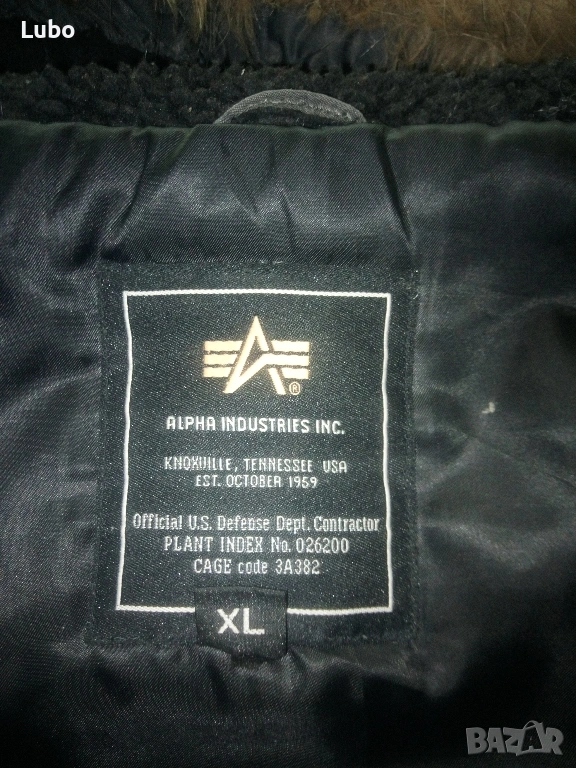 Lubo
ALPHA INDUSTRIES INC.
KNOXVILLE, TENNESSEE USA
EST. OCTOBER 1959
Official U.S. Defense Dept. Contractor
PLANT INDEX No. 026200
CAGE code 3A382
XL
BAZAR